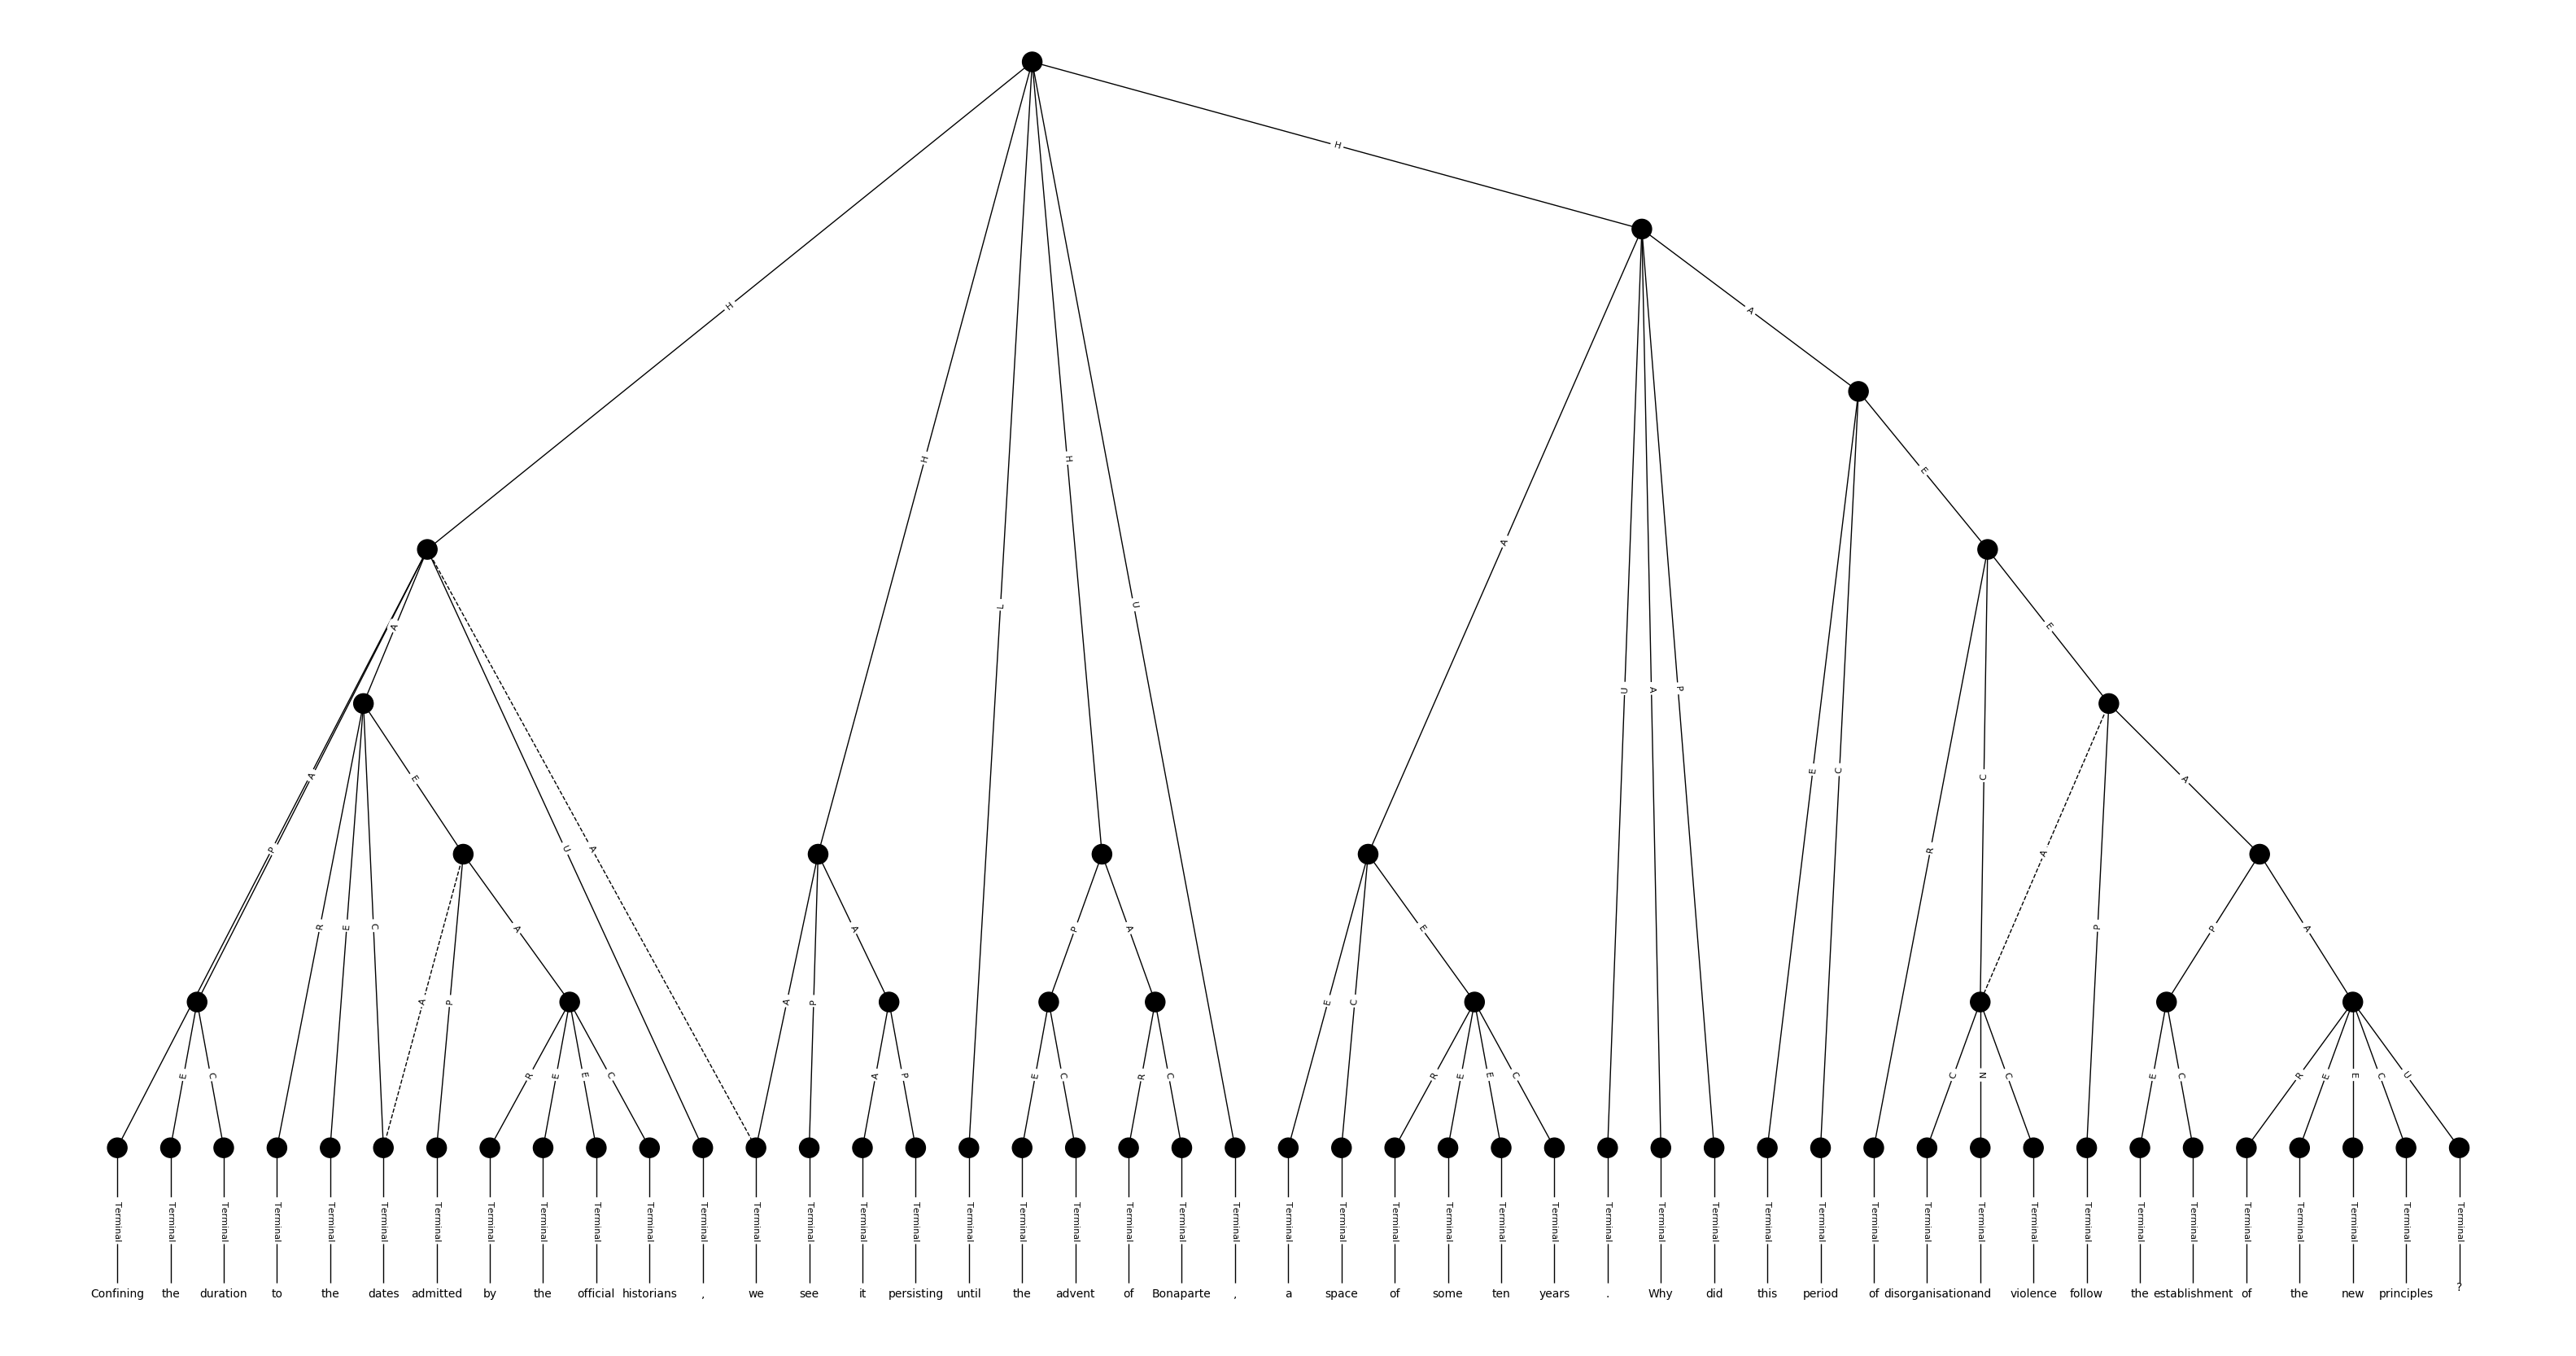 H
H
A
H
E
H
L
U
A
E
A
A
U
A
P
E
C
A
P
E
U
A
R
C
A
R
E
C
A
P
A
E
P
P
A
A
P
A
P
E
C
P
A
E C R E E C A P E C R C R E E C C N C E C R E E C U
Terminal Terminal Terminal Terminal Terminal Terminal Terminal Terminal Terminal Terminal Terminal Terminal Terminal Terminal Terminal Terminal Terminal Terminal Terminal Terminal Terminal Terminal Terminal Terminal Terminal Terminal Terminal Terminal Terminal Terminal Terminal Terminal Terminal Terminal Terminal Terminal Terminal Terminal Terminal Terminal Terminal Terminal Terminal Terminal Terminal
Confining the duration to the dates admitted by the official historians , we see it persisting until the advent of Bonaparte , a space of some ten years . Why did this period of disorganisation and violence follow the establishment of the new principles ?